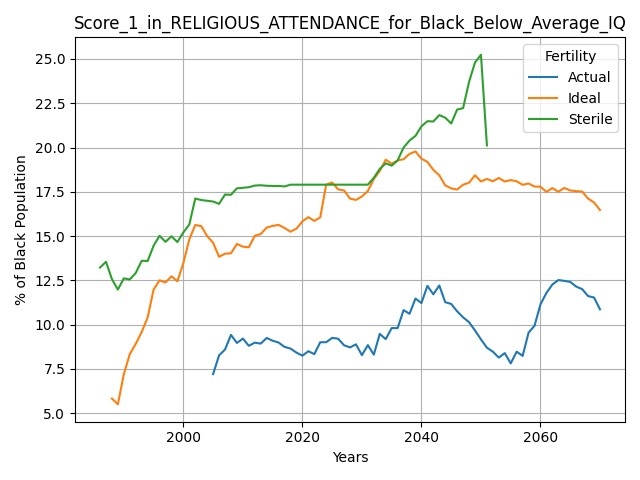 Score_1_in_RELIGIOUS_ATTENDANCE_for_Black_Below_Average_IQ
Fertility
Actual
Ideal
Sterile
% of Black Population
25.0
22.5
20.0
17.5
15.0
12.5
10.0
7.5
5.0
2000
2020
2040
2060
Years